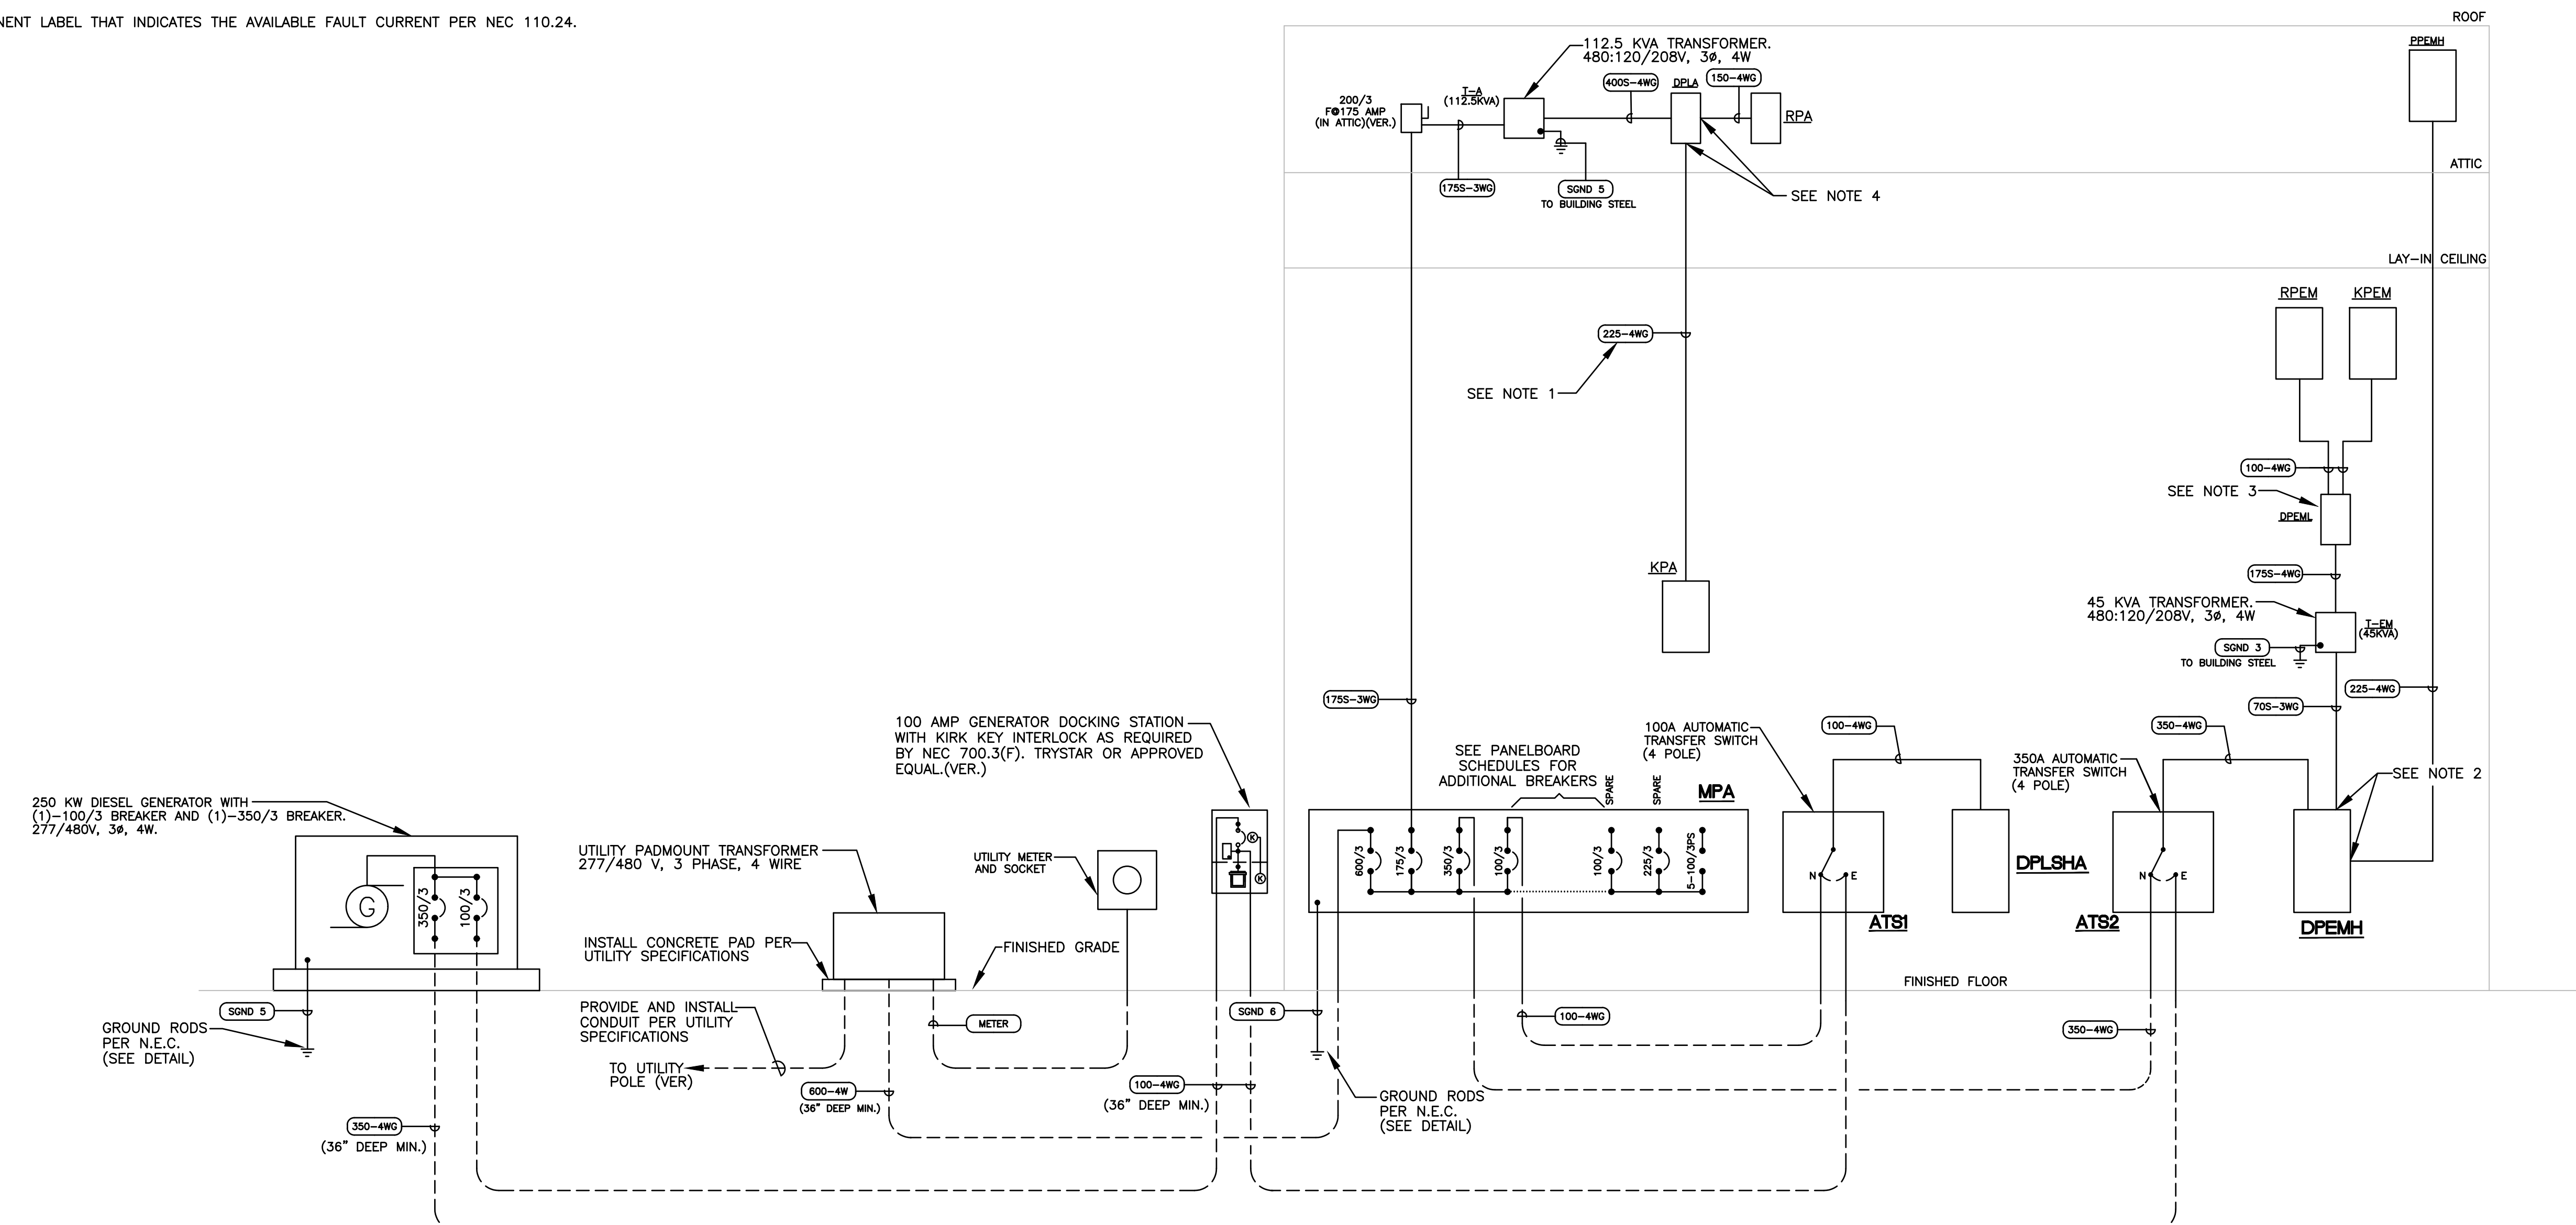 NENT LABEL THAT INDICATES THE AVAILABLE FAULT CURRENT PER NEC 110.24.
ROOF
PPEMH
112.5 KVA TRANSFORMER.
480:120/208V, 3ø, 4W
200/3
F@175 AMP
(IN ATTIC)(VER.)
T-A
(112.5KVA)
400S-4WG
DPLA
150-4WG
RPA
175S-3WG
SGND 5
TO BUILDING STEEL
SEE NOTE 4
ATTIC
LAY-IN CEILING
RPEM
KPEM
225-4WG
SEE NOTE 1
100-4WG
SEE NOTE 3
DPEML
KPA
175S-4WG
45 KVA TRANSFORMER.
480:120/208V, 3ø, 4W
T-EM
(45KVA)
SGND 3
TO BUILDING STEEL
225-4WG
70S-3WG
175S-3WG
100 AMP GENERATOR DOCKING STATION
WITH KIRK KEY INTERLOCK AS REQUIRED
BY NEC 700.3(F). TRYSTAR OR APPROVED
EQUAL.(VER.)
SEE PANELBOARD
SCHEDULES FOR
ADDITIONAL BREAKERS
SPARE
SPARE
MPA
100A AUTOMATIC
TRANSFER SWITCH
(4 POLE)
100-4WG
350A AUTOMATIC
TRANSFER SWITCH
(4 POLE)
350-4WG
SEE NOTE 2
250 KW DIESEL GENERATOR WITH
(1)-100/3 BREAKER AND (1)-350/3 BREAKER.
277/480V, 3ø, 4W.
G
350/3
100/3
UTILITY PADMOUNT TRANSFORMER
277/480 V, 3 PHASE, 4 WIRE
UTILITY METER
AND SOCKET
K
K
600/3
175/3
350/3
100/3
100/3
225/3
5-100/3PS
N
E
ATS1
DPLSHA
N
E
ATS2
DPEMH
INSTALL CONCRETE PAD PER
UTILITY SPECIFICATIONS
FINISHED GRADE
FINISHED FLOOR
SGND 5
GROUND RODS
PER N.E.C.
(SEE DETAIL)
PROVIDE AND INSTALL
CONDUIT PER UTILITY
SPECIFICATIONS
METER
SGND 6
100-4WG
350-4WG
TO UTILITY
POLE (VER)
600-4W
(36" DEEP MIN.)
100-4WG
(36" DEEP MIN.)
GROUND RODS
PER N.E.C.
(SEE DETAIL)
350-4WG
(36" DEEP MIN.)